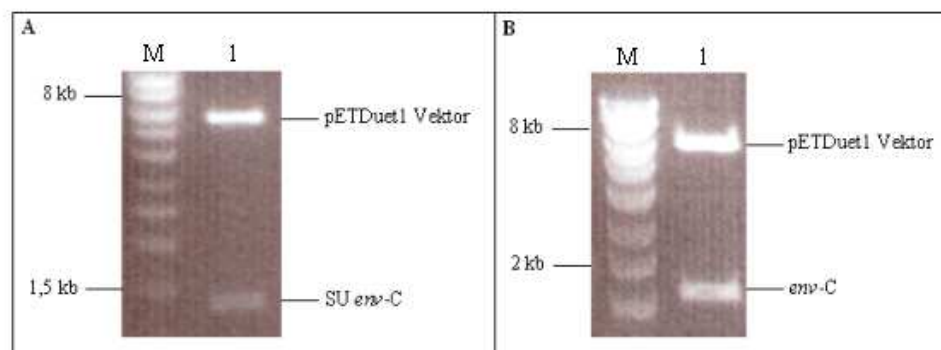 A
M 1
8 kb
pETDuet1 Vektor
1,5 kb
SU env-C
B
M 1
8 kb
pETDuet1 Vektor
2 kb
env-C